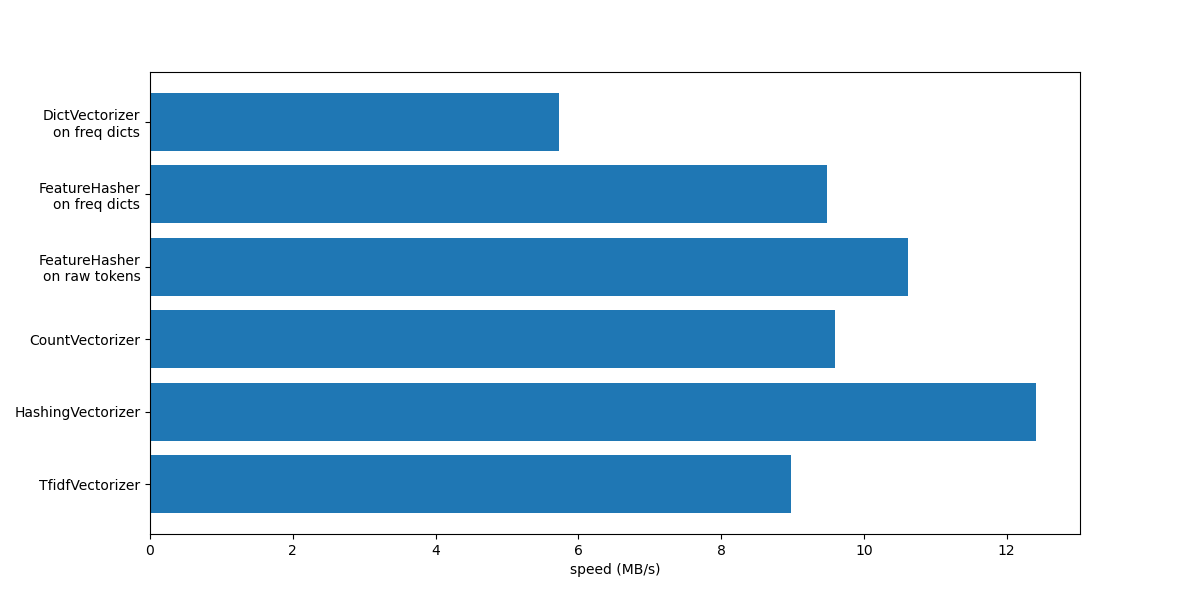 DictVectorizer
on freq dicts
FeatureHasher
on freq dicts
FeatureHasher
on raw tokens
CountVectorizer
HashingVectorizer
TfidfVectorizer
0 2 4 6 8 10 12
speed (MB/s)